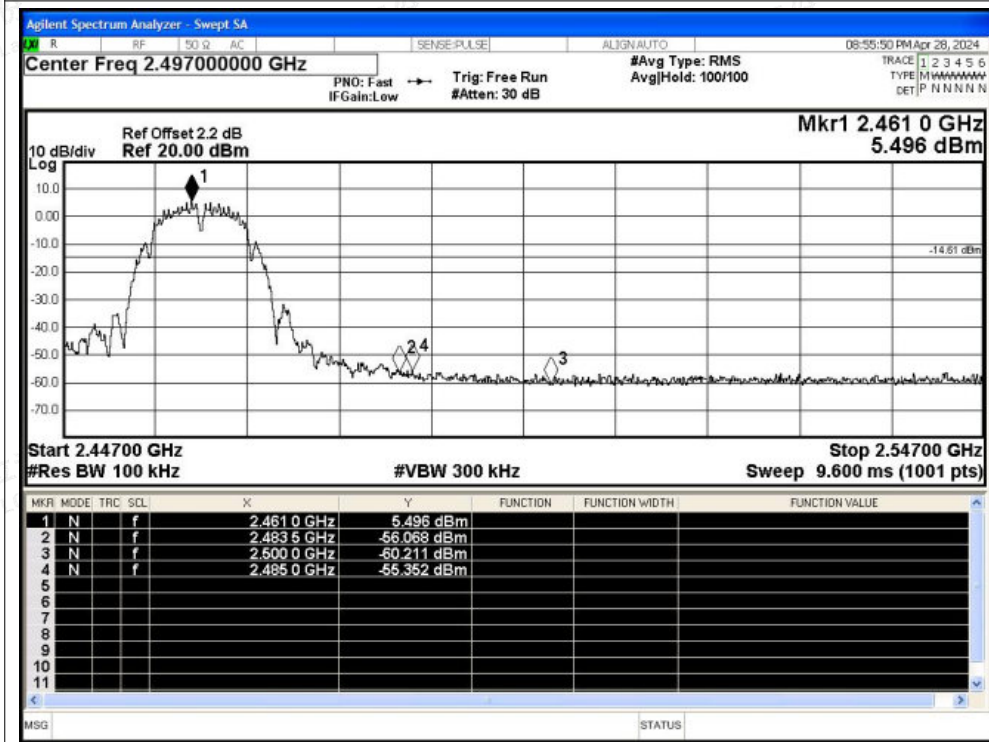 Agilent Spectrum Analyzer - Swept SA
LXI R RF 50 Ω AC SENSE:PULSE ALIGN AUTO 08:55:50 PM Apr 28, 2024
Center Freq 2.497000000 GHz
PNO: Fast
IFGain:Low
Trig: Free Run
#Atten: 30 dB
#Avg Type: RMS
Avg|Hold: 100/100
TRACE 1 2 3 4 5 6
TYPE M WWWWW
DET P N N N N N
Mkr1 2.461 0 GHz
5.496 dBm
Ref Offset 2.2 dB
10 dB/div Ref 20.00 dBm
Log
1
10.0
0.00
-10.0
-14.61 dBm
-20.0
-30.0
-40.0
-50.0
2 4
3
-60.0
-70.0
Start 2.44700 GHz Stop 2.54700 GHz
#Res BW 100 kHz #VBW 300 kHz Sweep 9.600 ms (1001 pts)
MKR MODE TRC SCL X Y FUNCTION FUNCTION WIDTH FUNCTION VALUE
1 N f 2.461 0 GHz 5.496 dBm
2 N f 2.483 5 GHz -56.068 dBm
3 N f 2.500 0 GHz -60.211 dBm
4 N f 2.485 0 GHz -55.352 dBm
5
6
7
8
9
10
11
MSG STATUS